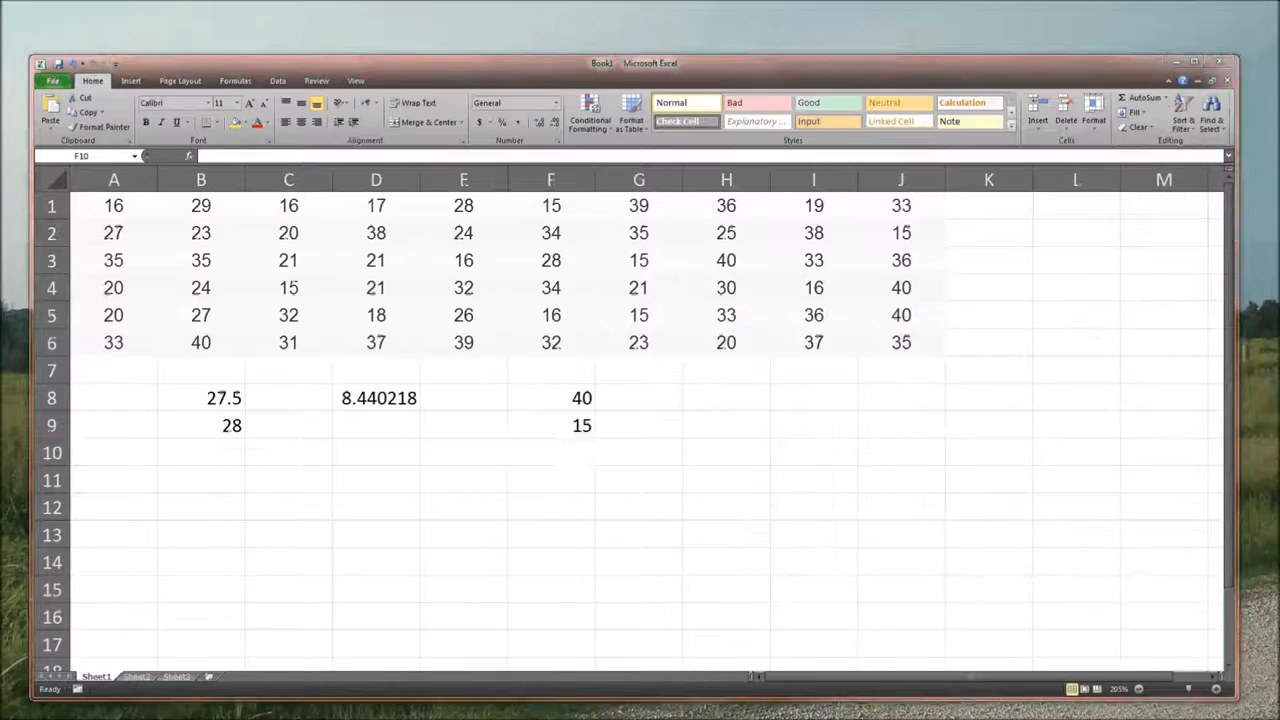 Book1 - Microsoft Excel
File Home Insert Page Layout Formulas Data Review View
Cut Calibri 11 Wrap Text General Normal Bad Good Neutral Calculation AutoSum
Copy Fill
Paste Format Painter Merge & Center Conditional Formatting Format as Table Check Cell Explanatory ... Input Linked Cell Note Insert Delete Format Clear Sort & Filter Find & Select
Clipboard Font Alignment Number Styles Cells Editing
F10 fx
A B C D E F G H I J K L M
1 16 29 16 17 28 15 39 36 19 33
2 27 23 20 38 24 34 35 25 38 15
3 35 35 21 21 16 28 15 40 33 36
4 20 24 15 21 32 34 21 30 16 40
5 20 27 32 18 26 16 15 33 36 40
6 33 40 31 37 39 32 23 20 37 35
7
8 27.5 8.440218 40
9 28 15
10
11
12
13
14
15
16
17
18
Sheet1 Sheet2 Sheet3
Ready 205%